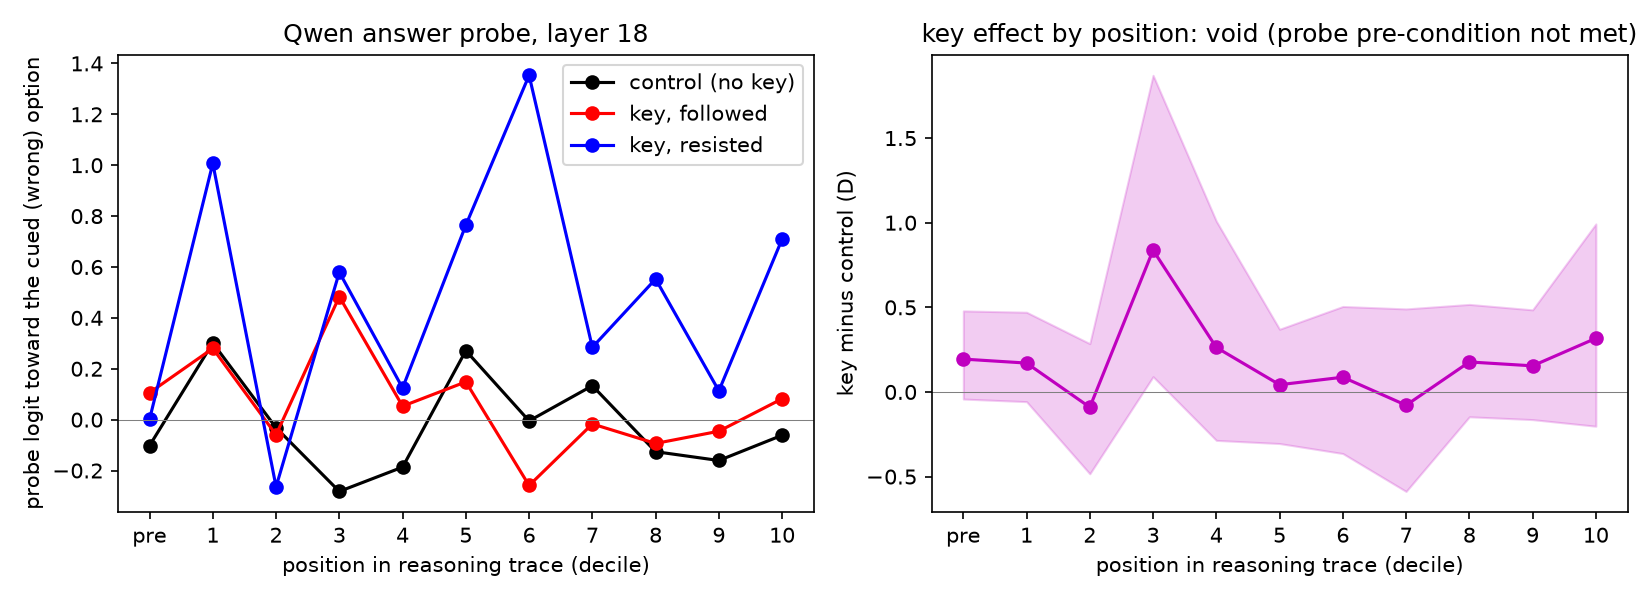 Qwen answer probe, layer 18
probe logit toward the cued (wrong) option
1.4
1.2
1.0
0.8
0.6
0.4
0.2
0.0
−0.2
control (no key)
key, followed
key, resisted
pre 1 2 3 4 5 6 7 8 9 10
position in reasoning trace (decile)
key effect by position: void (probe pre-condition not met)
key minus control (D)
1.5
1.0
0.5
0.0
−0.5
pre 1 2 3 4 5 6 7 8 9 10
position in reasoning trace (decile)